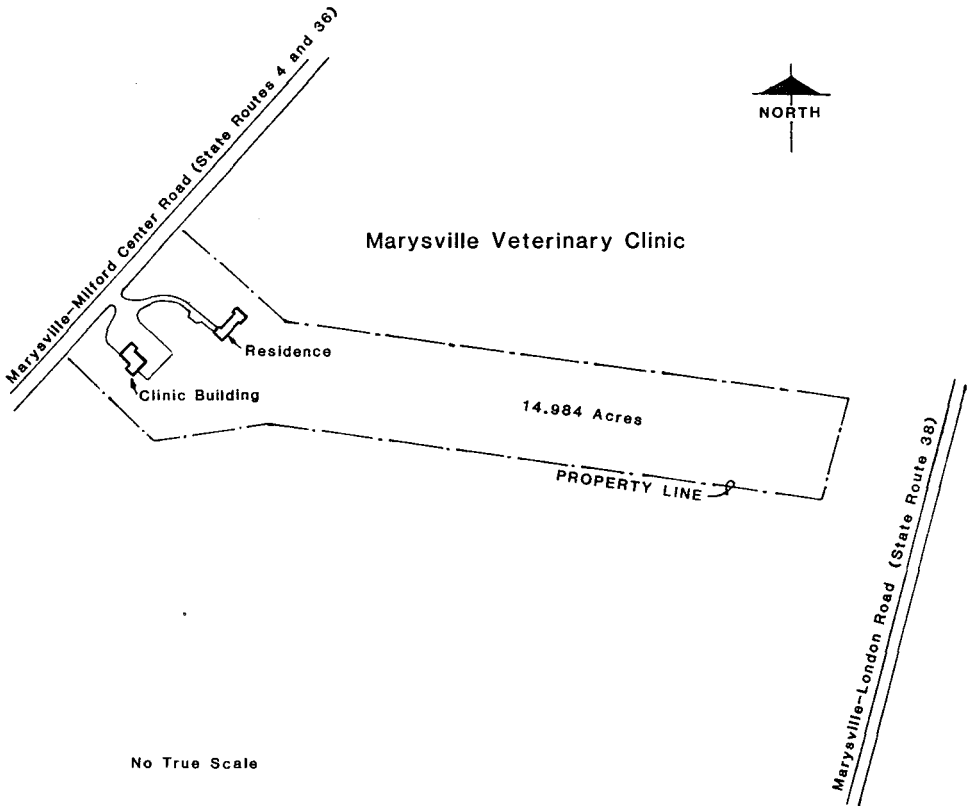 Marysville-Milford Center Road (State Routes 4 and 36)
NORTH
Marysville Veterinary Clinic
Residence
Clinic Building
14.984 Acres
PROPERTY LINE
Marysville-London Road (State Route 38)
No True Scale